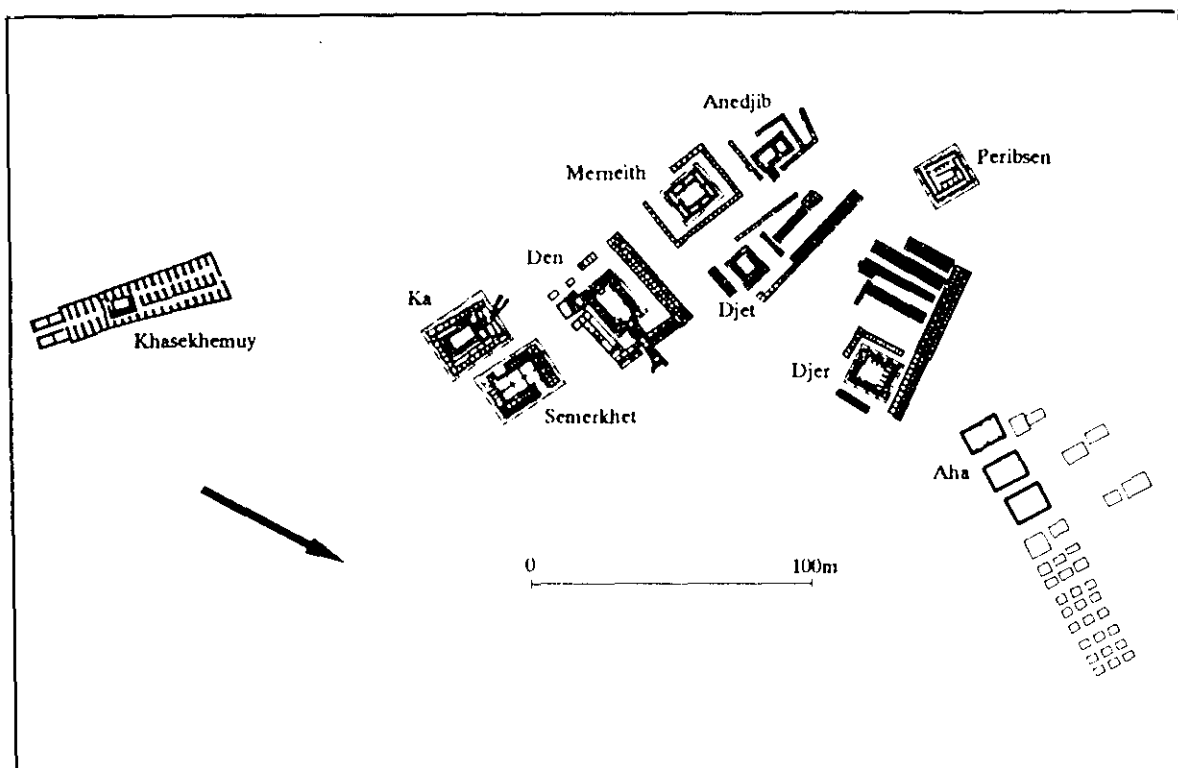 Anedjib
Peribsen
Merneith
Den
Ka
Djet
Khasekhemuy
Djer
Semerkhet
Aha
0 100m